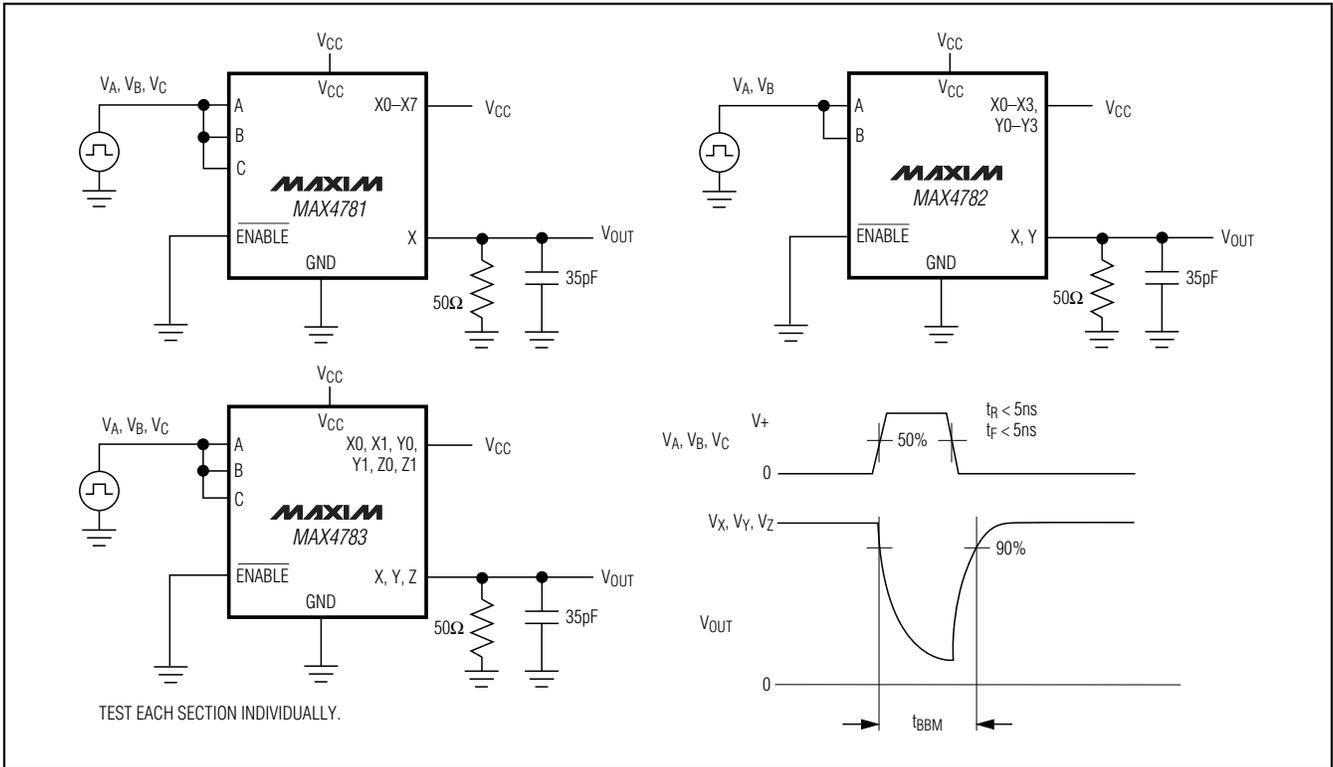 VCC
VA, VB, VC
VCC
A
X0–X7
VCC
B
C
MAXIM
MAX4781
ENABLE
X
VOUT
GND
50Ω
35pF
VCC
VA, VB
VCC
A
X0–X3,
Y0–Y3
VCC
B
MAXIM
MAX4782
ENABLE
X, Y
VOUT
GND
50Ω
35pF
VCC
VA, VB, VC
VCC
A
X0, X1, Y0,
Y1, Z0, Z1
VCC
B
C
MAXIM
MAX4783
ENABLE
X, Y, Z
VOUT
GND
50Ω
35pF
TEST EACH SECTION INDIVIDUALLY.
V+
tR < 5ns
tF < 5ns
VA, VB, VC
50%
0
VX, VY, VZ
90%
VOUT
0
tBBM